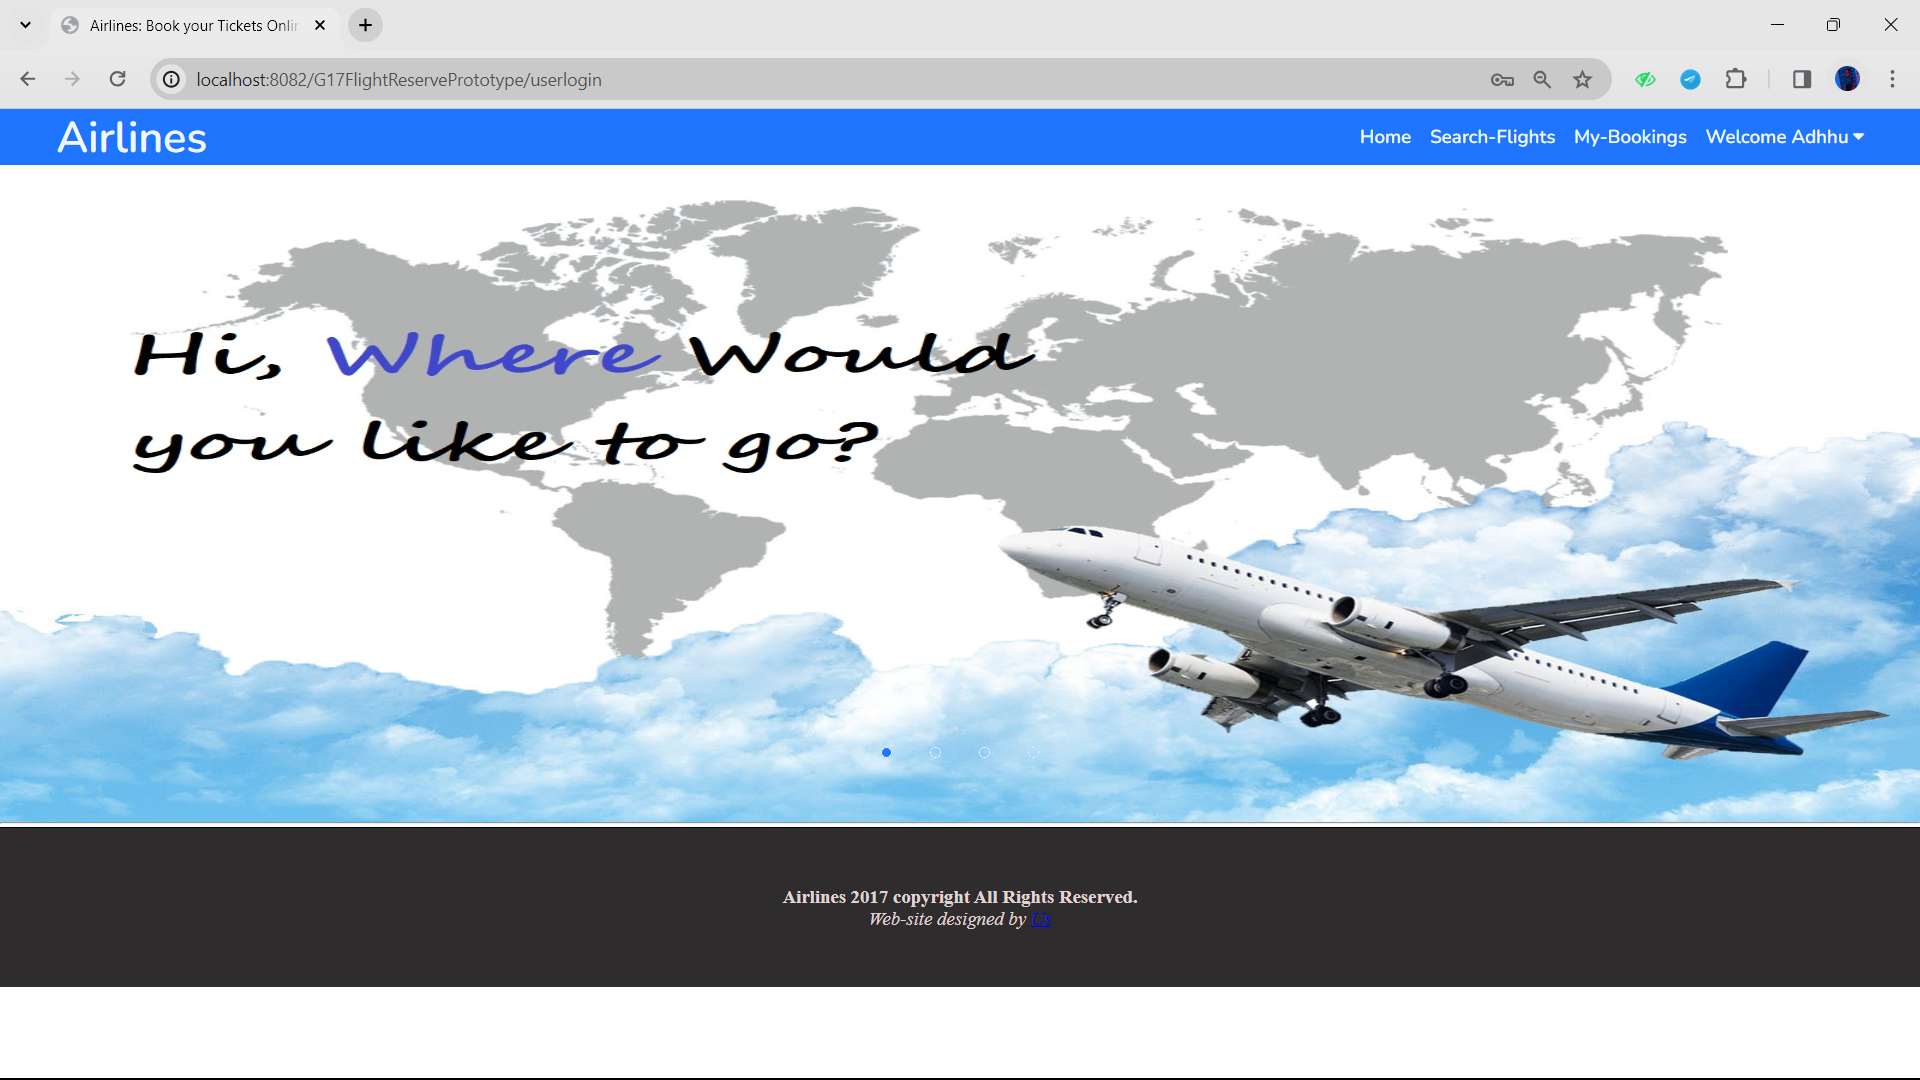 Airlines: Book your Tickets Onlin
localhost:8082/G17FlightReservePrototype/userlogin
Airlines
Home Search-Flights My-Bookings Welcome Adhhu
Hi, Where Would
you like to go?
Airlines 2017 copyright All Rights Reserved.
Web-site designed by Us